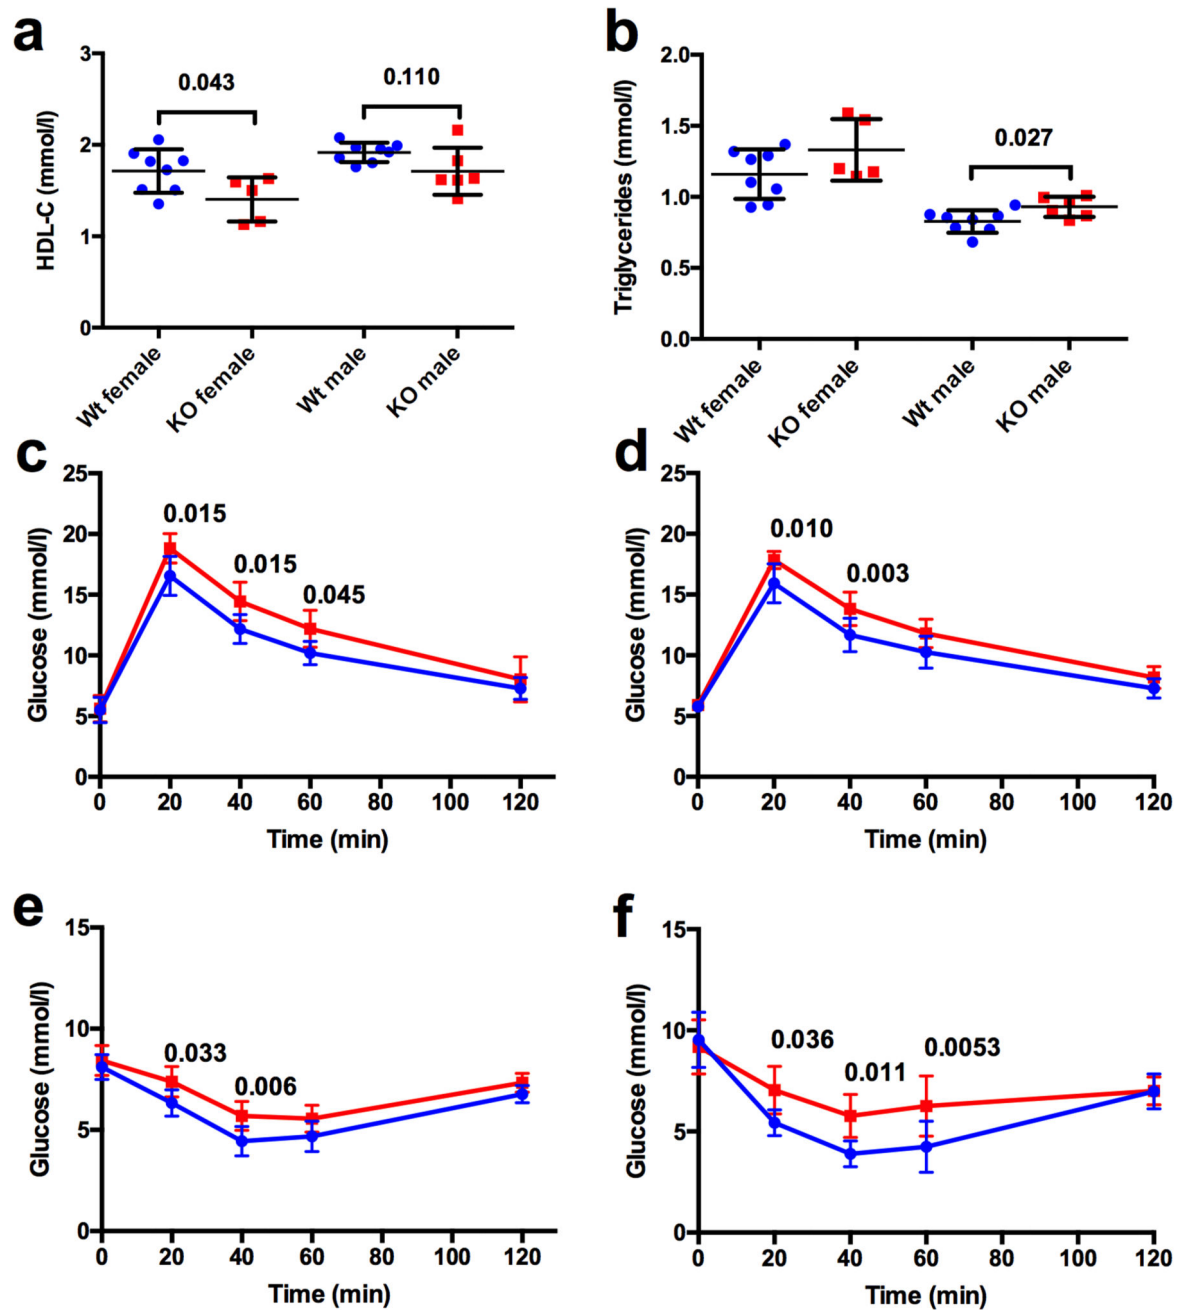 a
3
2
1
0
HDL-C (mmol/l)
0.043
0.110
Wt female
KO female
Wt male
KO male
b
2.0
1.5
1.0
0.5
0.0
Triglycerides (mmol/l)
0.027
Wt female
KO female
Wt male
KO male
c
25
20
15
10
5
0
Glucose (mmol/l)
0.015
0.015
0.045
0 20 40 60 80 100 120
Time (min)
d
25
20
15
10
5
0
Glucose (mmol/l)
0.010
0.003
0 20 40 60 80 100 120
Time (min)
e
15
10
5
0
Glucose (mmol/l)
0.033
0.006
0 20 40 60 80 100 120
Time (min)
f
15
10
5
0
Glucose (mmol/l)
0.036
0.011
0.0053
0 20 40 60 80 100 120
Time (min)